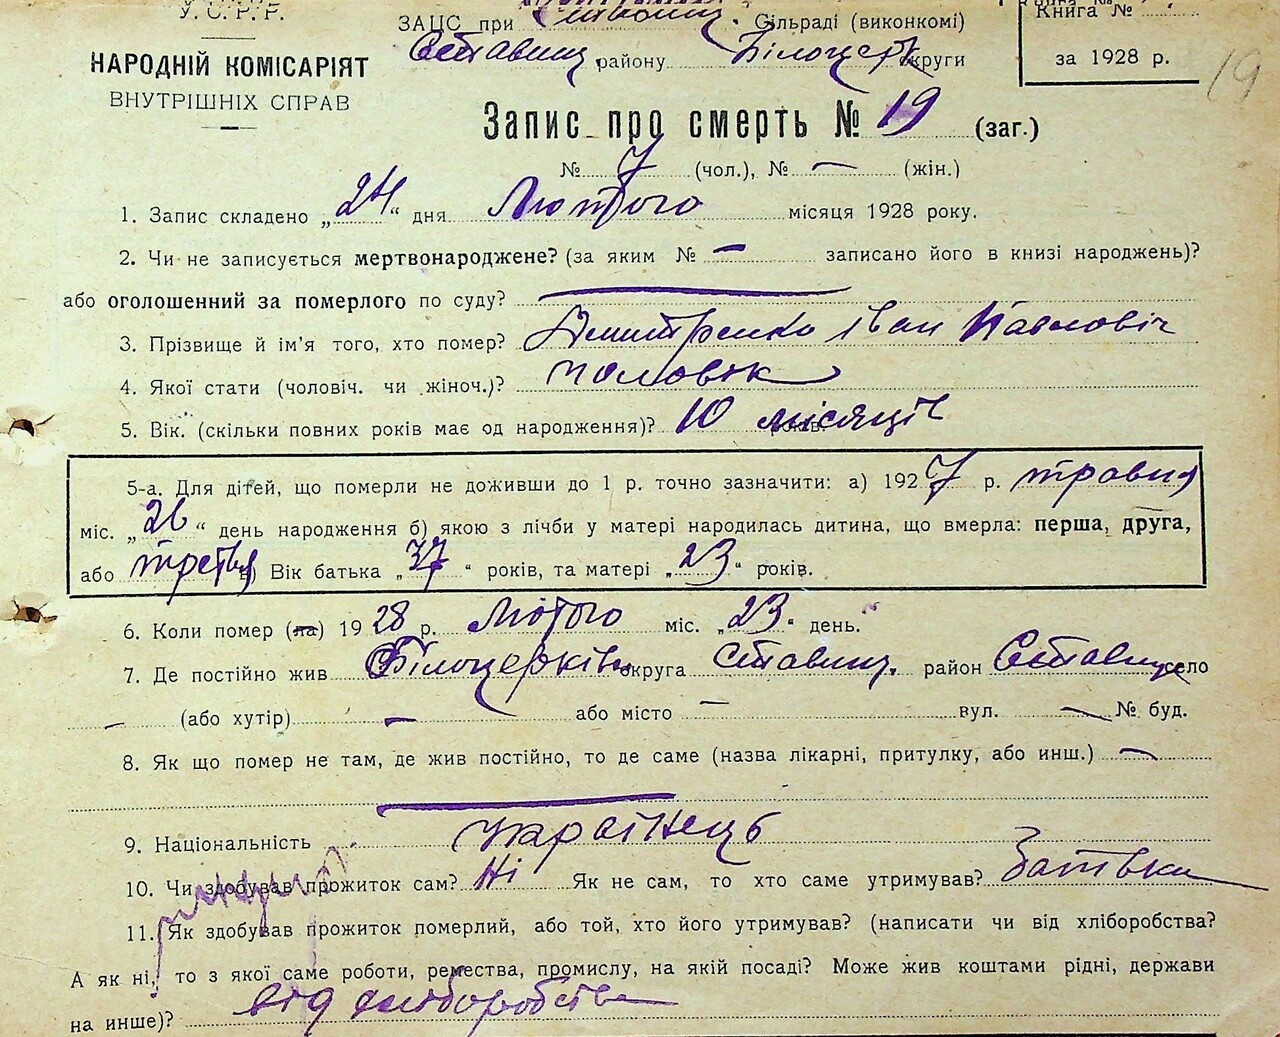 У. С. Р. Р.
НАРОДНІЙ КОМІСАРІЯТ
ВНУТРІШНІХ СПРАВ
ЗАЦС при Сільраді (виконкомі)
Ставищ. району Білоцерк округи
Книга №
за 1928 р.
19
Запис про смерть № 19 (заг.)
№ 7 (чол.), № — (жін.)
1. Запис складено „24“ дня Лютого місяця 1928 року.
2. Чи не записується мертвонароджене? (за яким № — записано його в книзі народжень)?
або оголошенний за померлого по суду?
3. Прізвище й ім'я того, хто помер? Дмитренко Іван Павловіч
4. Якої стати (чоловіч. чи жіноч.)? чоловік
5. Вік. (скільки повних років має од народження)? 10 місяців років.
5-а. Для дітей, що померли не доживши до 1 р. точно зазначити: а) 1927 р. травня
міс. „26“ день народження б) якою з лічби у матері народилась дитина, що вмерла: перша, друга,
або третья в) Вік батька „37“ років, та матері „23“ років.
6. Коли помер (ла) 1928 р. Лютого міс. „23“ день.
7. Де постійно жив Білоцерків. округа Ставищ. район Ставище село
— (або хутір) — або місто — вул. — № буд.
8. Як що помер не там, де жив постійно, то де саме (назва лікарні, притулку, або инш.) —
9. Національність Українець
10. Чи здобував прожиток сам? Ні Як не сам, то хто саме утримував? Батьки
11. Як здобував прожиток померлий, або той, хто його утримував? (написати чи від хліборобства?
А як ні, то з якої саме роботи, ремества, промислу, на якій посаді? Може жив коштами рідні, держави
на инше)? від хліборобства